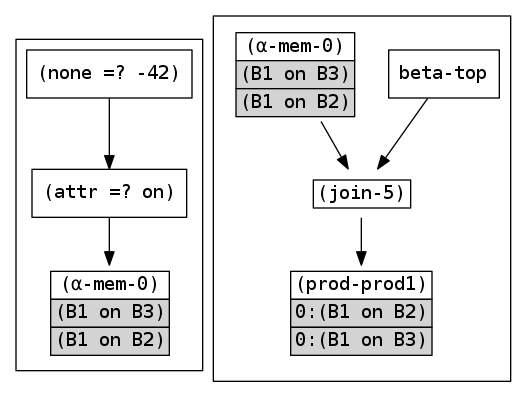 (none =? -42)
(attr =? on)
(α-mem-0)
(B1 on B3)
(B1 on B2)
(α-mem-0)
(B1 on B3)
(B1 on B2)
beta-top
(join-5)
(prod-prod1)
0:(B1 on B2)
0:(B1 on B3)